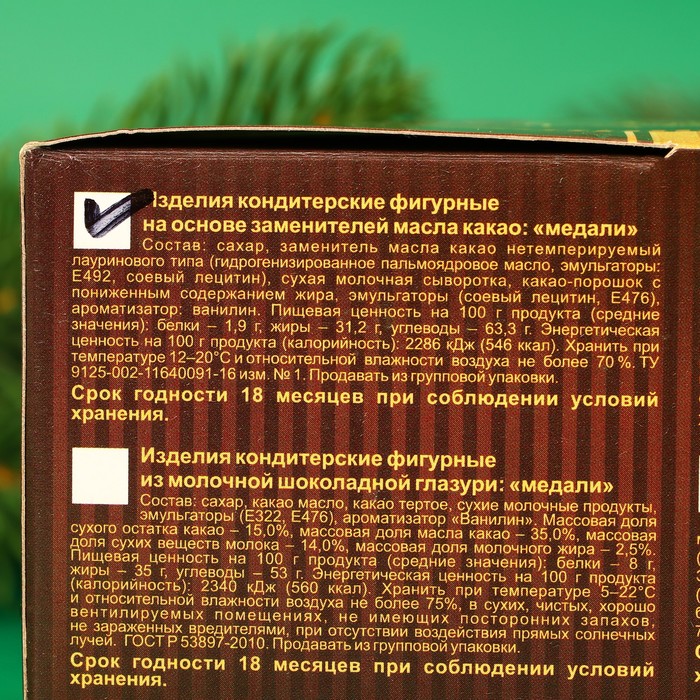 Изделия кондитерские фигурные
на основе заменителей масла какао: «медали»
Состав: сахар, заменитель масла какао нетемперируемый
лауринового типа (гидрогенизированное пальмоядровое масло, эмульгаторы:
Е492, соевый лецитин), сухая молочная сыворотка, какао-порошок с
пониженным содержанием жира, эмульгаторы (соевый лецитин, Е476),
ароматизатор: ванилин. Пищевая ценность на 100 г продукта (средние
значения): белки – 1,9 г, жиры – 31,2 г, углеводы – 63,3 г. Энергетическая
ценность на 100 г продукта (калорийность): 2286 кДж (546 ккал). Хранить при
температуре 12–20°С и относительной влажности воздуха не более 70 %. ТУ
9125-002-11640091-16 изм. № 1. Продавать из групповой упаковки.
Срок годности 18 месяцев при соблюдении условий
хранения.
Изделия кондитерские фигурные
из молочной шоколадной глазури: «медали»
Состав: сахар, какао масло, какао тертое, сухие молочные продукты,
эмульгаторы (Е322, Е476), ароматизатор «Ванилин». Массовая доля
сухого остатка какао – 15,0%, массовая доля масла какао – 35,0%, массовая
доля сухих веществ молока – 14,0%, массовая доля молочного жира – 2,5%.
Пищевая ценность на 100 г продукта (средние значения): белки – 8 г,
жиры – 35 г, углеводы – 53 г. Энергетическая ценность на 100 г продукта
(калорийность): 2340 кДж (560 ккал). Хранить при температуре 5–22°С
и относительной влажности воздуха не более 75%, в сухих, чистых, хорошо
вентилируемых помещениях, не имеющих посторонних запахов,
не зараженных вредителями, при отсутствии воздействия прямых солнечных
лучей. ГОСТ Р 53897-2010. Продавать из групповой упаковки.
Срок годности 18 месяцев при соблюдении условий
хранения.